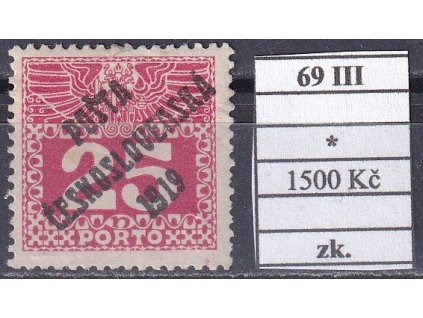 POŠTA
ČESKOSLOVENSKÁ
1919
25
PORTO
69 III
*
1500 Kč
zk.